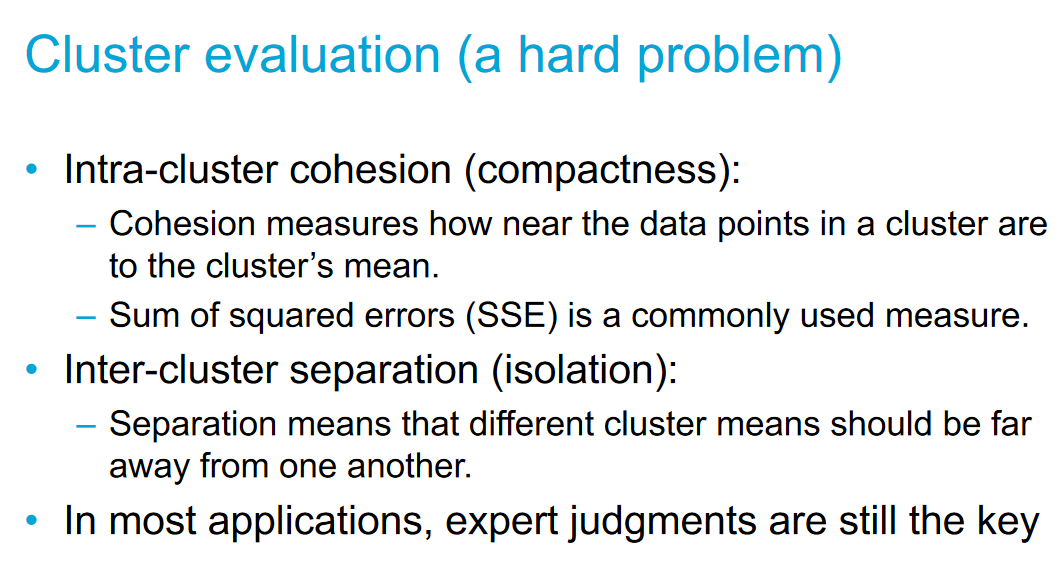 Cluster evaluation (a hard problem)
• Intra-cluster cohesion (compactness):
– Cohesion measures how near the data points in a cluster are
to the cluster’s mean.
– Sum of squared errors (SSE) is a commonly used measure.
• Inter-cluster separation (isolation):
– Separation means that different cluster means should be far
away from one another.
• In most applications, expert judgments are still the key